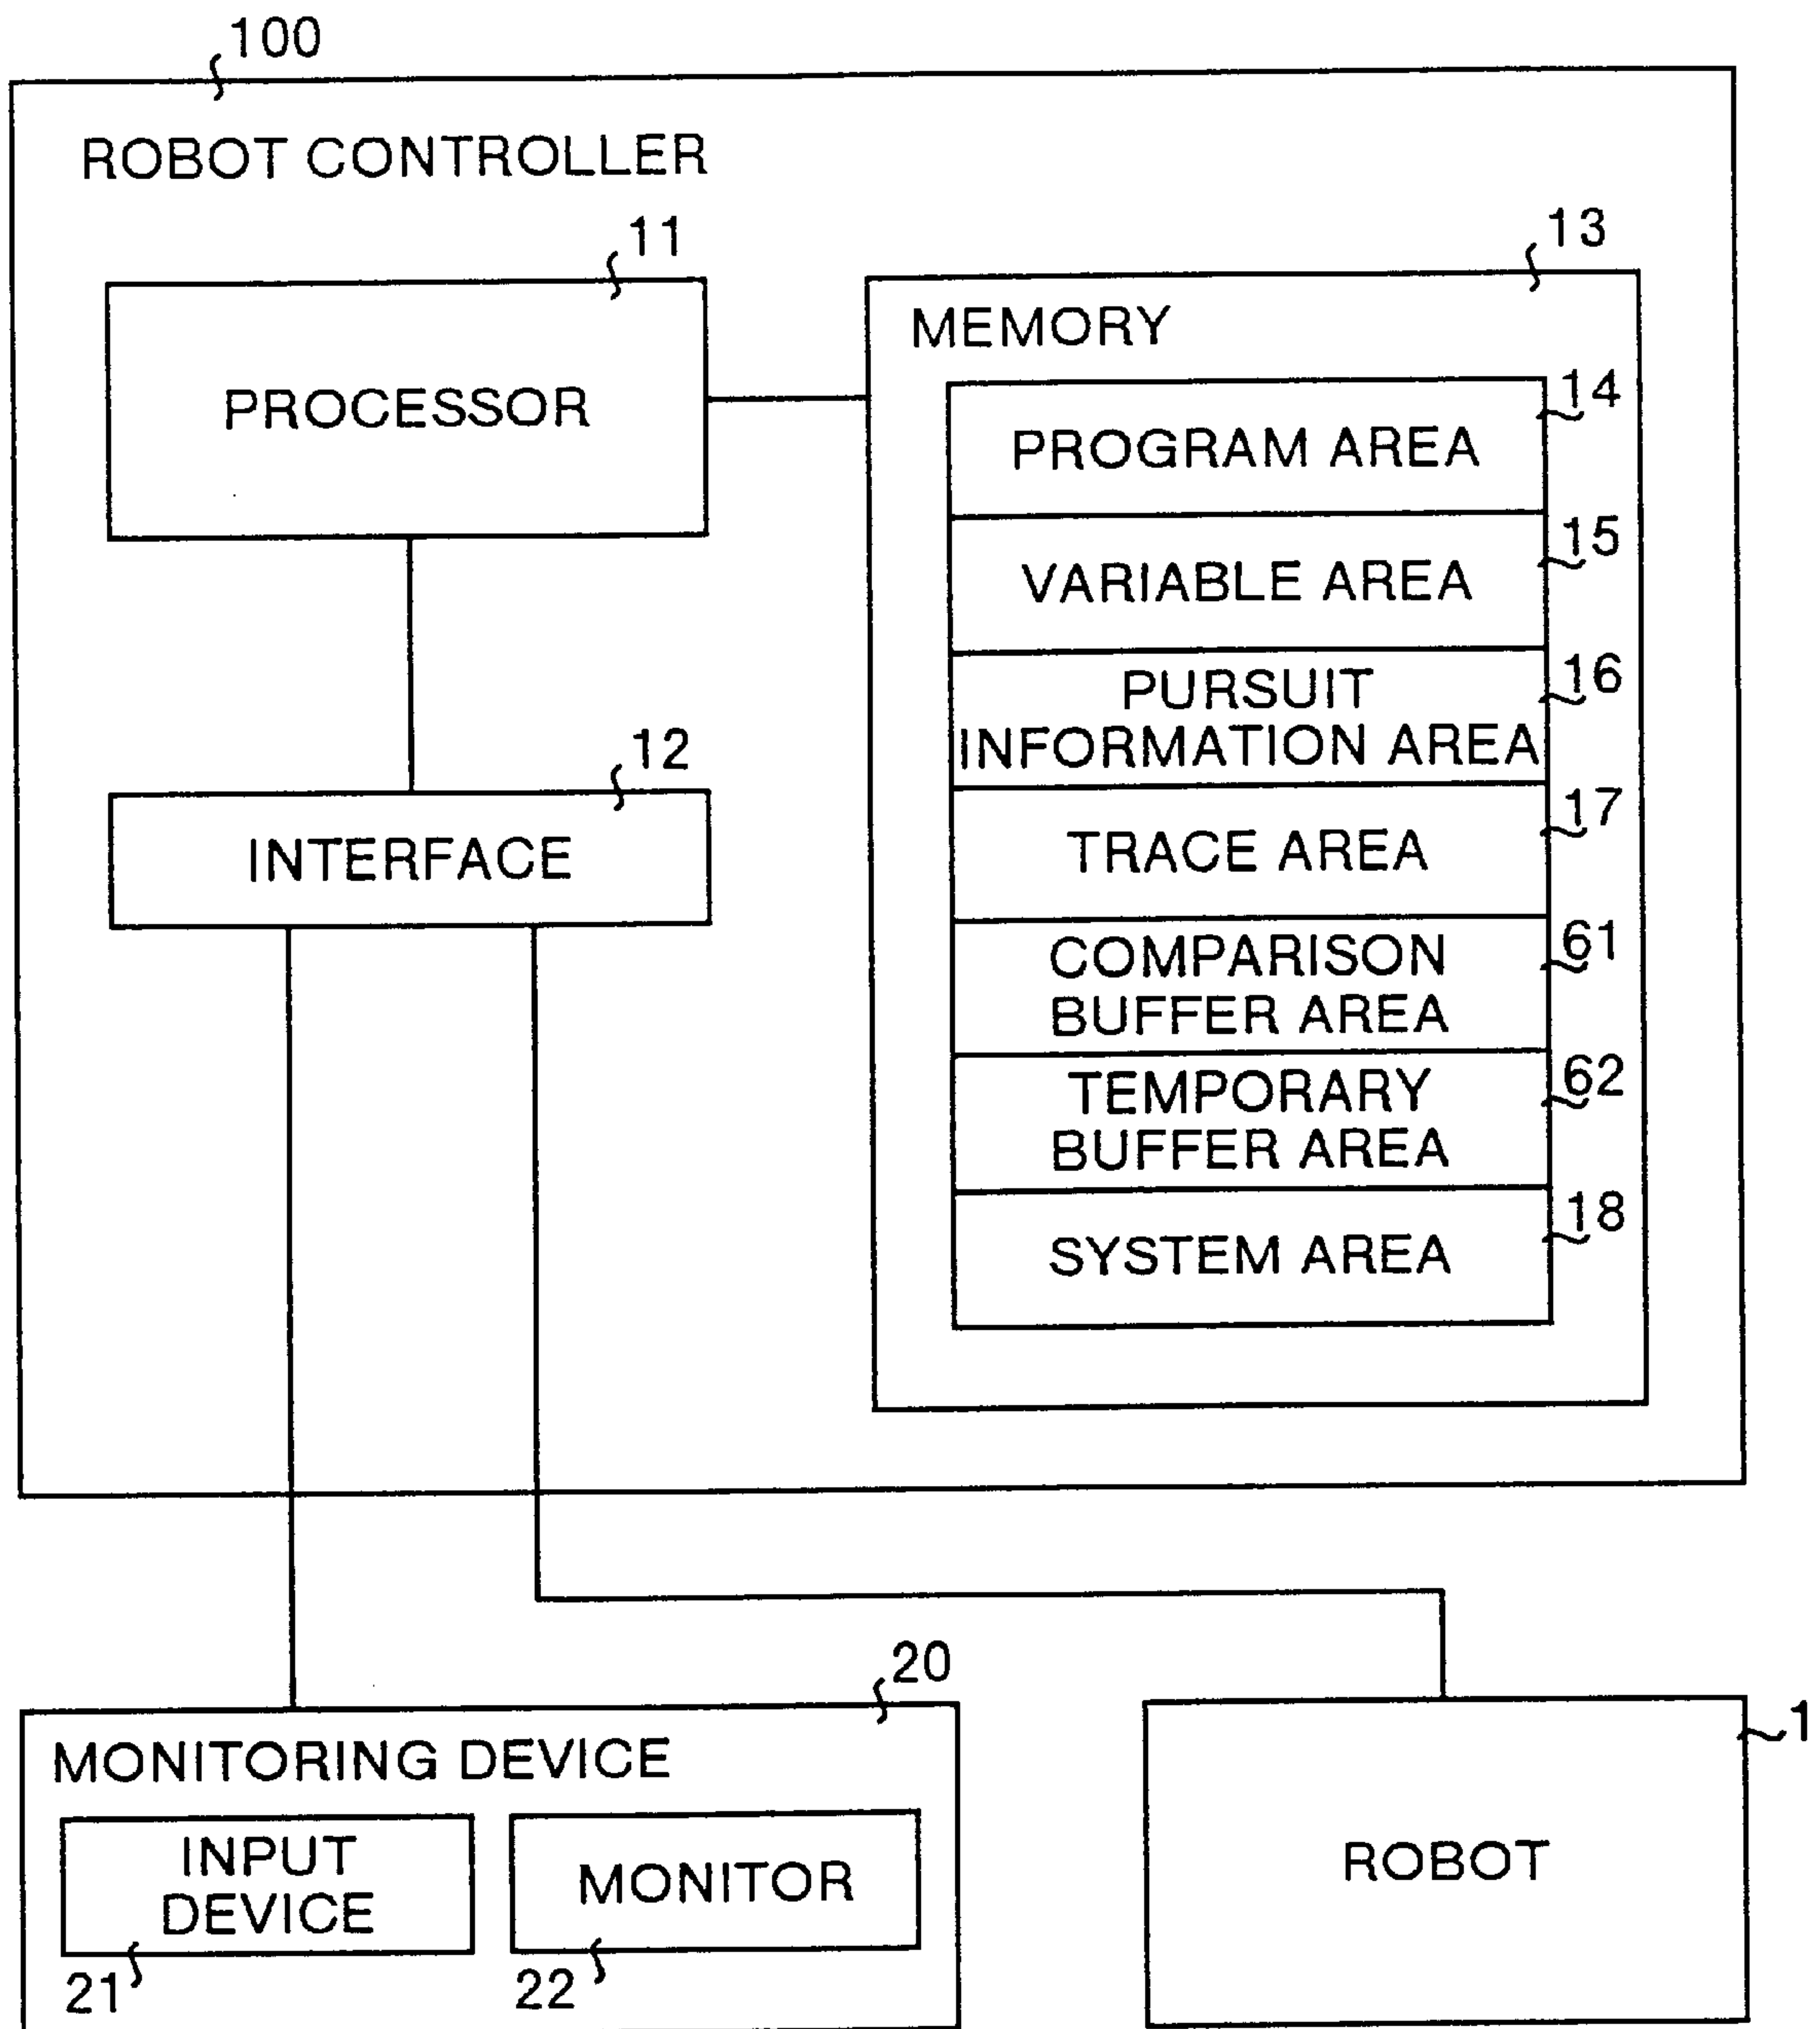 100
ROBOT CONTROLLER
11
13
PROCESSOR
MEMORY
14
PROGRAM AREA
15
VARIABLE AREA
16
PURSUIT
INFORMATION AREA
12
INTERFACE
17
TRACE AREA
61
COMPARISON
BUFFER AREA
62
TEMPORARY
BUFFER AREA
18
SYSTEM AREA
20
MONITORING DEVICE
INPUT
DEVICE
21
MONITOR
22
1
ROBOT